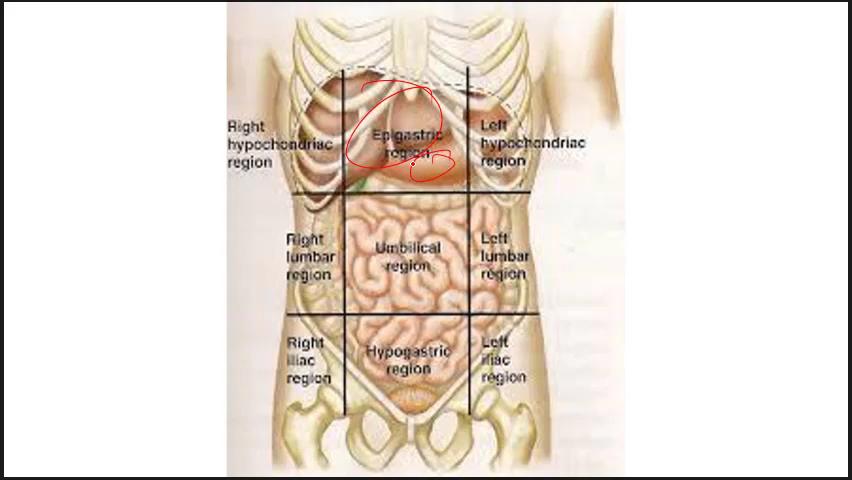 Right
hypochondriac
region
Epigastric
region
Left
hypochondriac
region
Right
lumbar
region
Umbilical
region
Left
lumbar
region
Right
iliac
region
Hypogastric
region
Left
iliac
region